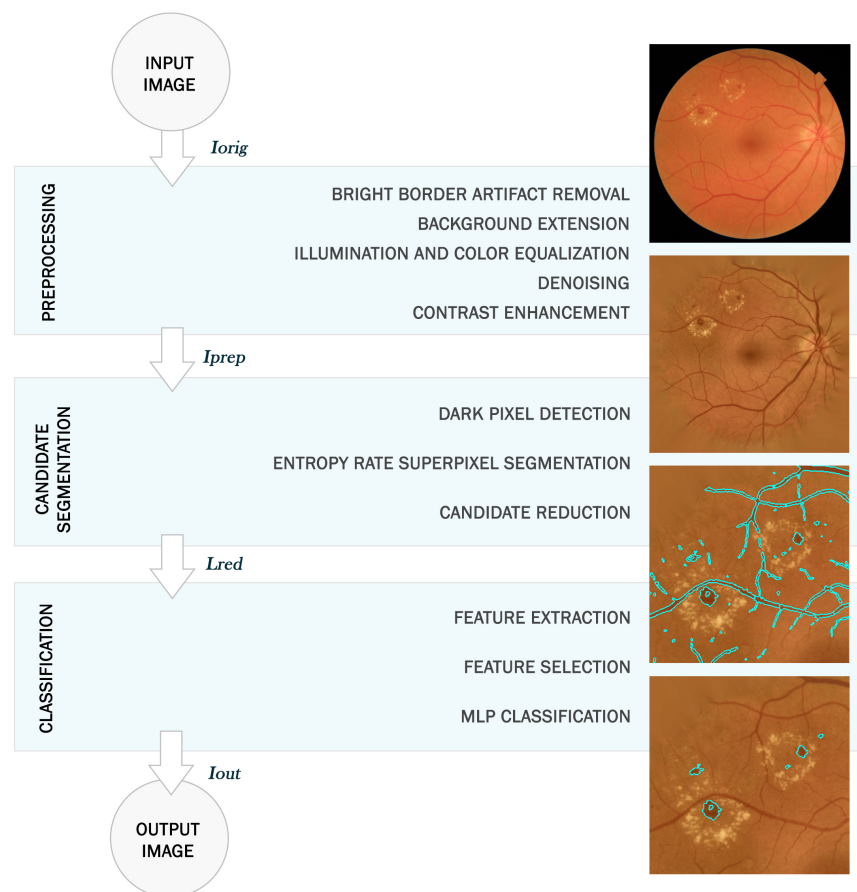 INPUT
IMAGE
Iorig
PREPROCESSING
BRIGHT BORDER ARTIFACT REMOVAL
BACKGROUND EXTENSION
ILLUMINATION AND COLOR EQUALIZATION
DENOISING
CONTRAST ENHANCEMENT
Iprep
CANDIDATE
SEGMENTATION
DARK PIXEL DETECTION
ENTROPY RATE SUPERPIXEL SEGMENTATION
CANDIDATE REDUCTION
Lred
CLASSIFICATION
FEATURE EXTRACTION
FEATURE SELECTION
MLP CLASSIFICATION
Iout
OUTPUT
IMAGE